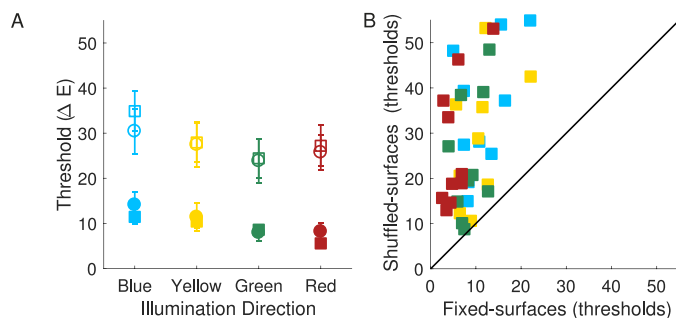 A
Threshold (Δ E)
50
40
30
20
10
0
Blue Yellow Green Red
Illumination Direction
B
Shuffled-surfaces (thresholds)
50
40
30
20
10
0
0 10 20 30 40 50
Fixed-surfaces (thresholds)